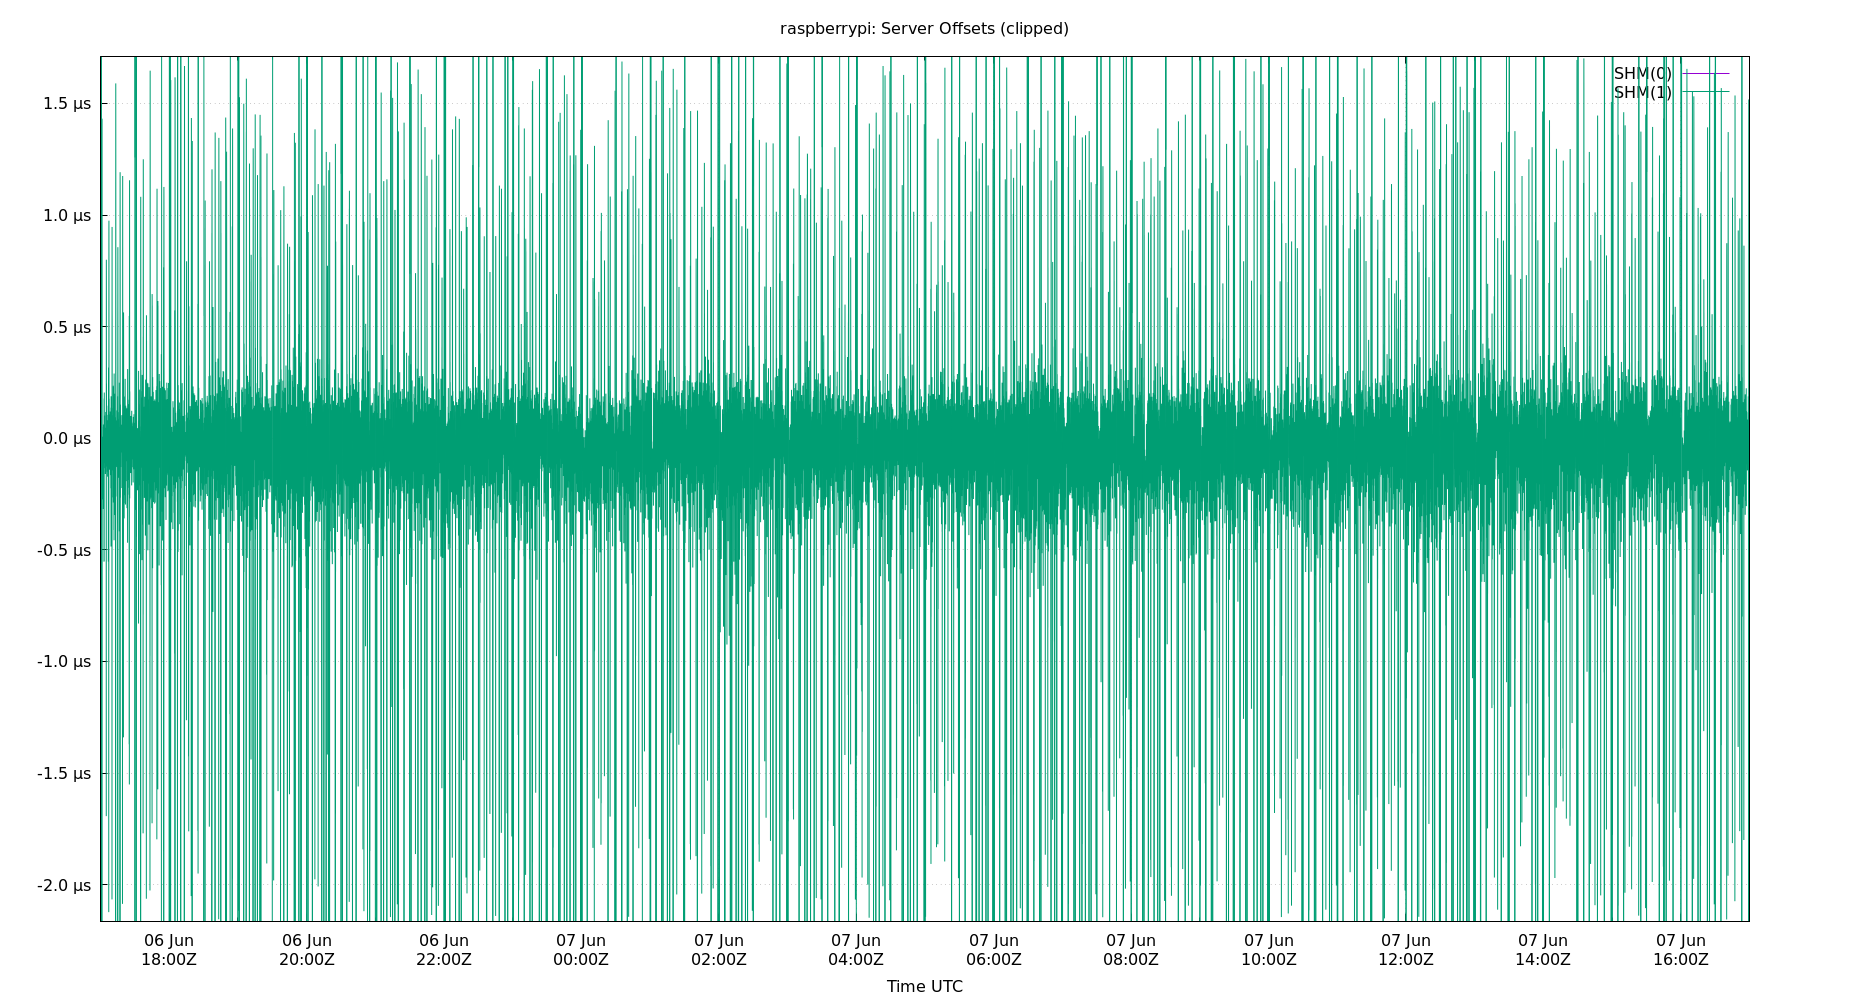 raspberrypi: Server Offsets (clipped)
SHM(0)
SHM(1)
1.5 µs
1.0 µs
0.5 µs
0.0 µs
-0.5 µs
-1.0 µs
-1.5 µs
-2.0 µs
06 Jun 06 Jun 06 Jun 07 Jun 07 Jun 07 Jun 07 Jun 07 Jun 07 Jun 07 Jun 07 Jun 07 Jun
18:00Z 20:00Z 22:00Z 00:00Z 02:00Z 04:00Z 06:00Z 08:00Z 10:00Z 12:00Z 14:00Z 16:00Z
Time UTC